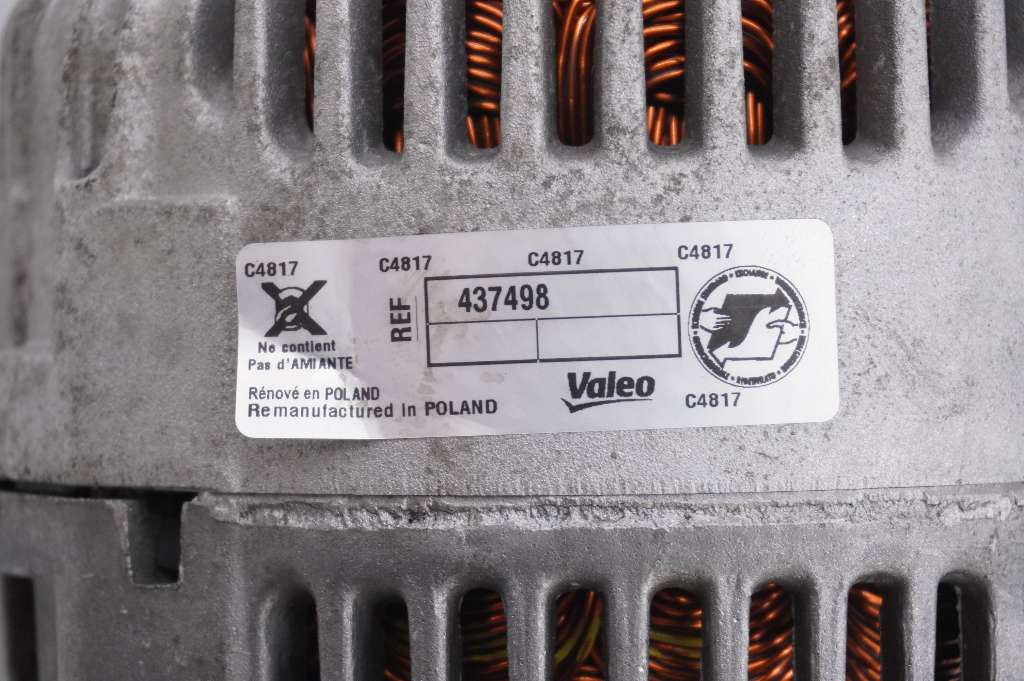 C4817 C4817 C4817 C4817
REF 437498
Ne contient
Pas d'AMIANTE
Rénové en POLAND
Remanufactured in POLAND
Valeo
C4817